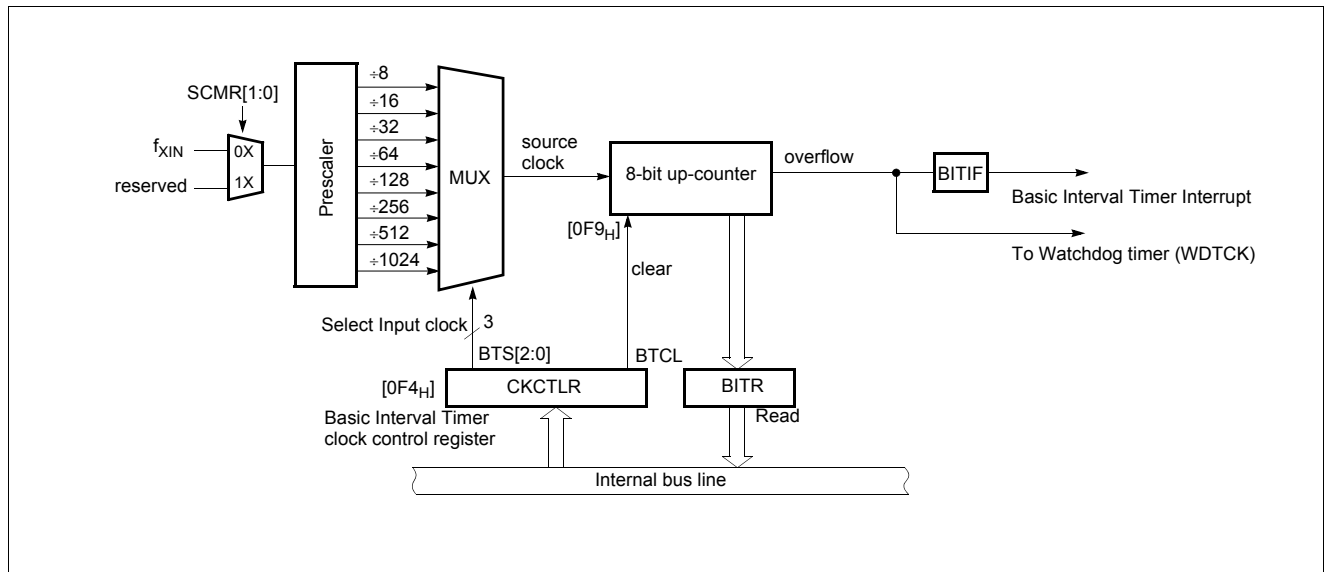 SCMR[1:0]
fXIN
reserved
0X
1X
Prescaler
÷8
÷16
÷32
÷64
÷128
÷256
÷512
÷1024
MUX
source
clock
8-bit up-counter
[0F9H]
overflow
BITIF
Basic Interval Timer Interrupt
To Watchdog timer (WDTCK)
clear
Select Input clock
3
BTS[2:0]
BTCL
[0F4H]
CKCTLR
BITR
Basic Interval Timer
clock control register
Read
Internal bus line